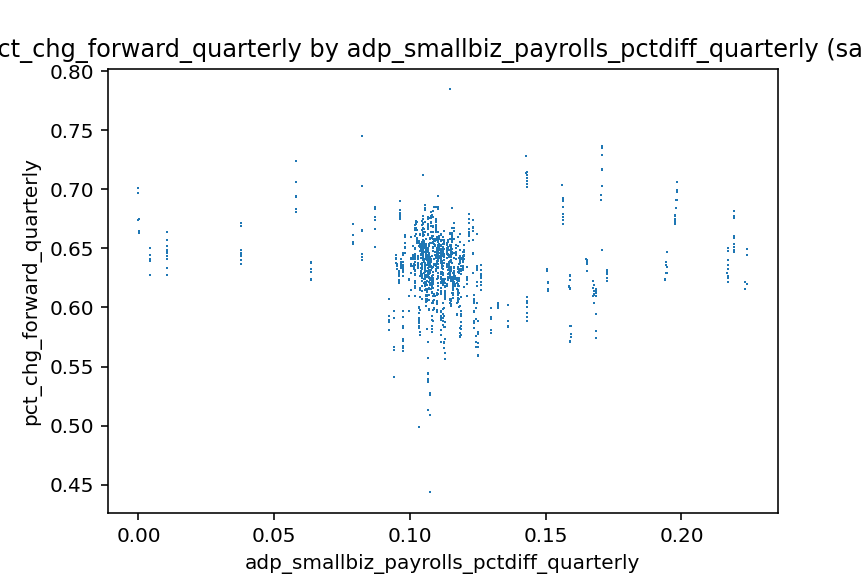 ct_chg_forward_quarterly by adp_smallbiz_payrolls_pctdiff_quarterly (sa
0.80
0.75
0.70
0.65
0.60
0.55
0.50
0.45
pct_chg_forward_quarterly
0.00 0.05 0.10 0.15 0.20
adp_smallbiz_payrolls_pctdiff_quarterly